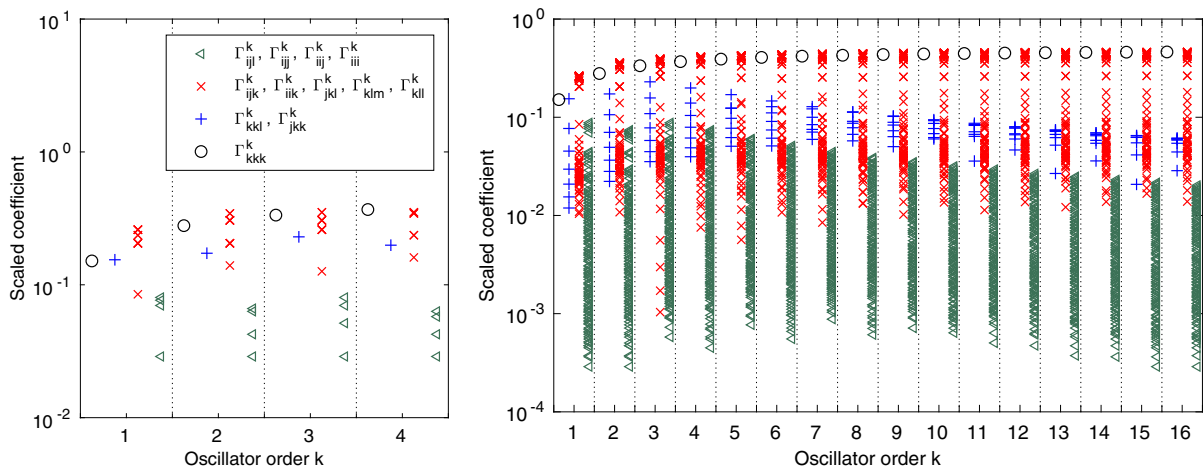 10^1
10^0
10^-1
10^-2
Scaled coefficient
Γ^k_ijl, Γ^k_ijj, Γ^k_iij, Γ^k_iii
Γ^k_ijk, Γ^k_iik, Γ^k_jkl, Γ^k_klm, Γ^k_kll
Γ^k_kkl, Γ^k_jkk
Γ^k_kkk
1 2 3 4
Oscillator order k
10^0
10^-1
10^-2
10^-3
10^-4
Scaled coefficient
1 2 3 4 5 6 7 8 9 10 11 12 13 14 15 16
Oscillator order k